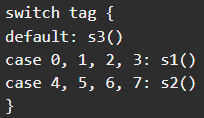 switch tag {
default: s3()
case 0, 1, 2, 3: s1()
case 4, 5, 6, 7: s2()
}